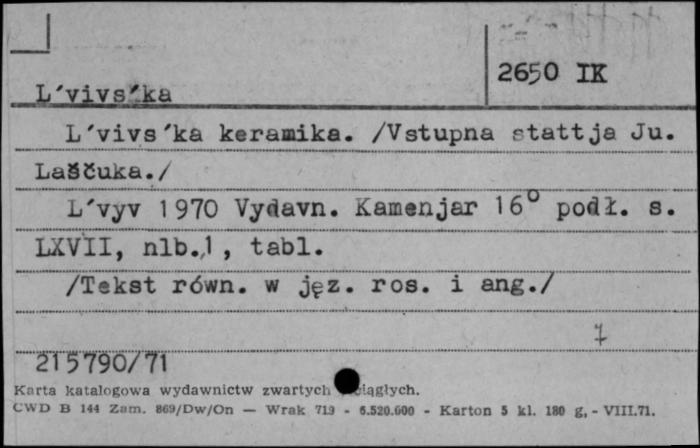 2650 IK
L'vivs'ka
L'vivs'ka keramika. /Vstupna stattja Ju.
Laščuka./
L'vyv 1970 Vydavn. Kamenjar 16° podł. s.
LXVII, nlb.,1, tabl.
/Tekst równ. w jęz. ros. i ang./
7
215790/71
Karta katalogowa wydawnictw zwartych ciągłych.
CWD B 144 Zam. 869/Dw/On — Wrak 719 - 6.520.000 - Karton 5 kl. 180 g, - VIII.71.